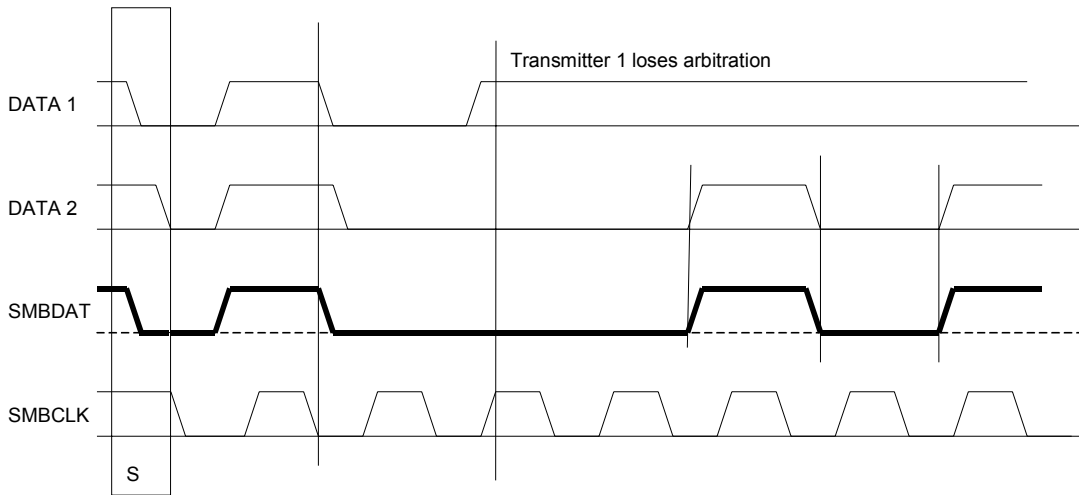 Transmitter 1 loses arbitration
DATA 1
DATA 2
SMBDAT
SMBCLK
S